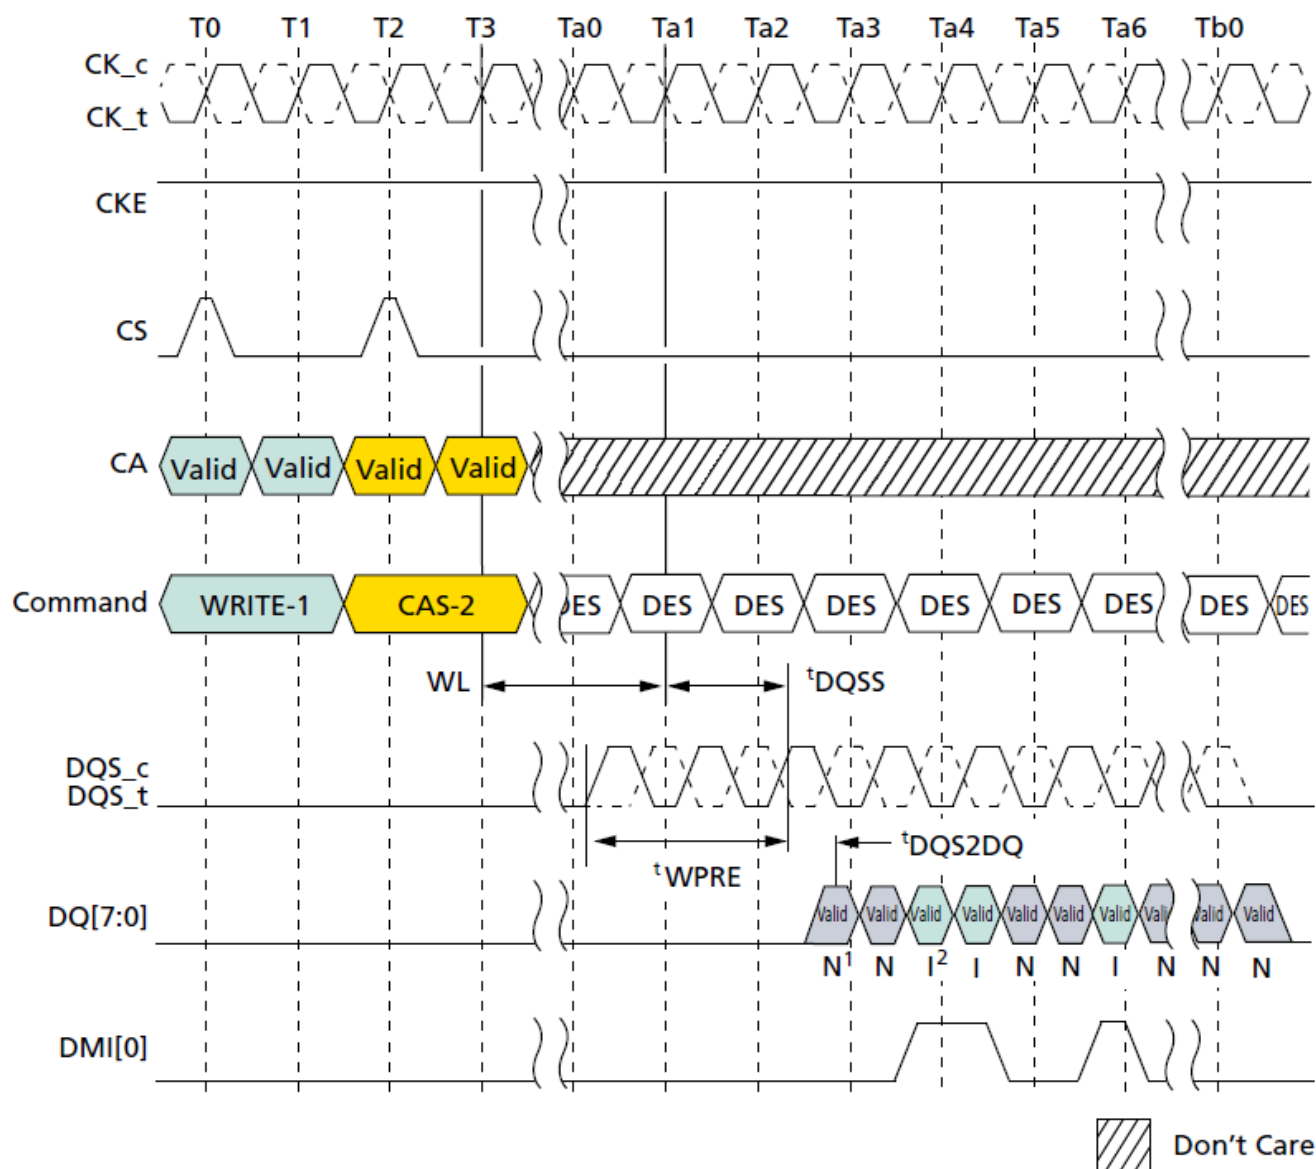 T0 T1 T2 T3 Ta0 Ta1 Ta2 Ta3 Ta4 Ta5 Ta6 Tb0
CK_c
CK_t
CKE
CS
CA Valid Valid Valid Valid
Command WRITE-1 CAS-2 DES DES DES DES DES DES DES DES DES
WL tDQSS
DQS_c
DQS_t
tDQS2DQ
tWPRE
DQ[7:0] Valid Valid Valid Valid Valid Valid Valid Valid Valid Valid
N1 N I2 I N N I N N N
DMI[0]
Don't Care